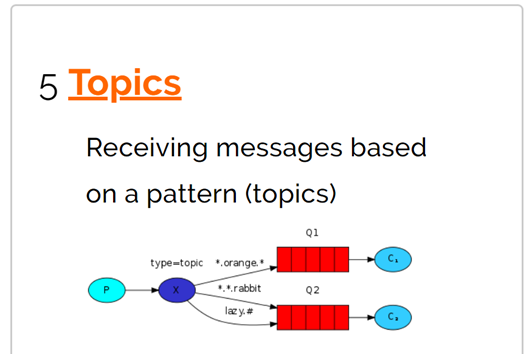 5 Topics
Receiving messages based
on a pattern (topics)
Q1
type=topic *.orange.*
C₁
P
X
*.*.rabbit
Q2
lazy.#
C₂